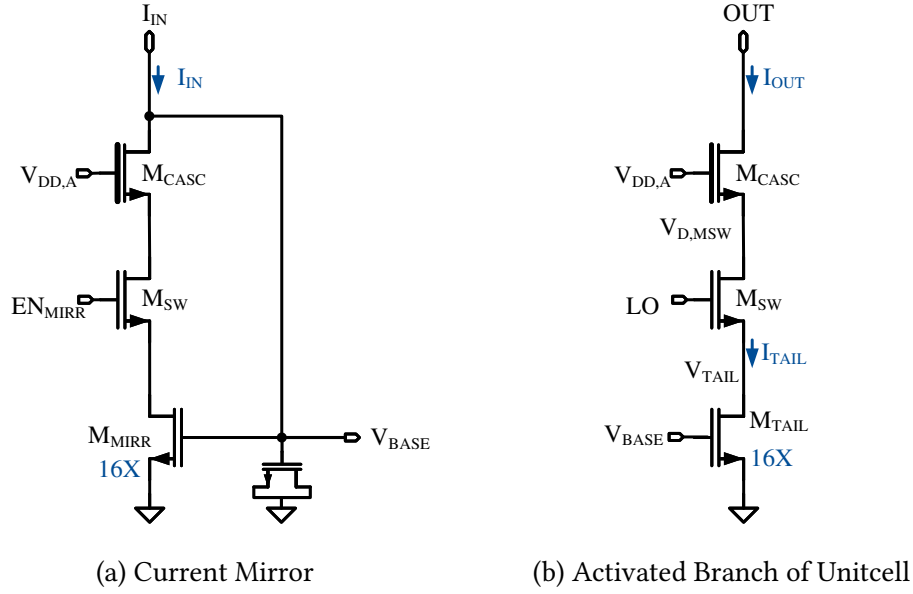 I_IN
OUT
I_IN
I_OUT
V_DD,A
M_CASC
V_DD,A
M_CASC
V_D,MSW
EN_MIRR
M_SW
LO
M_SW
I_TAIL
V_TAIL
M_MIRR
16X
V_BASE
V_BASE
M_TAIL
16X
(a) Current Mirror
(b) Activated Branch of Unitcell